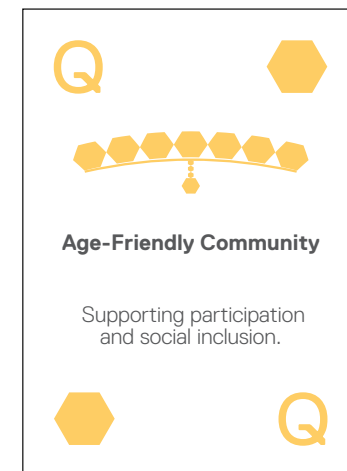 Q
Age-Friendly Community
Supporting participation
and social inclusion.
Q